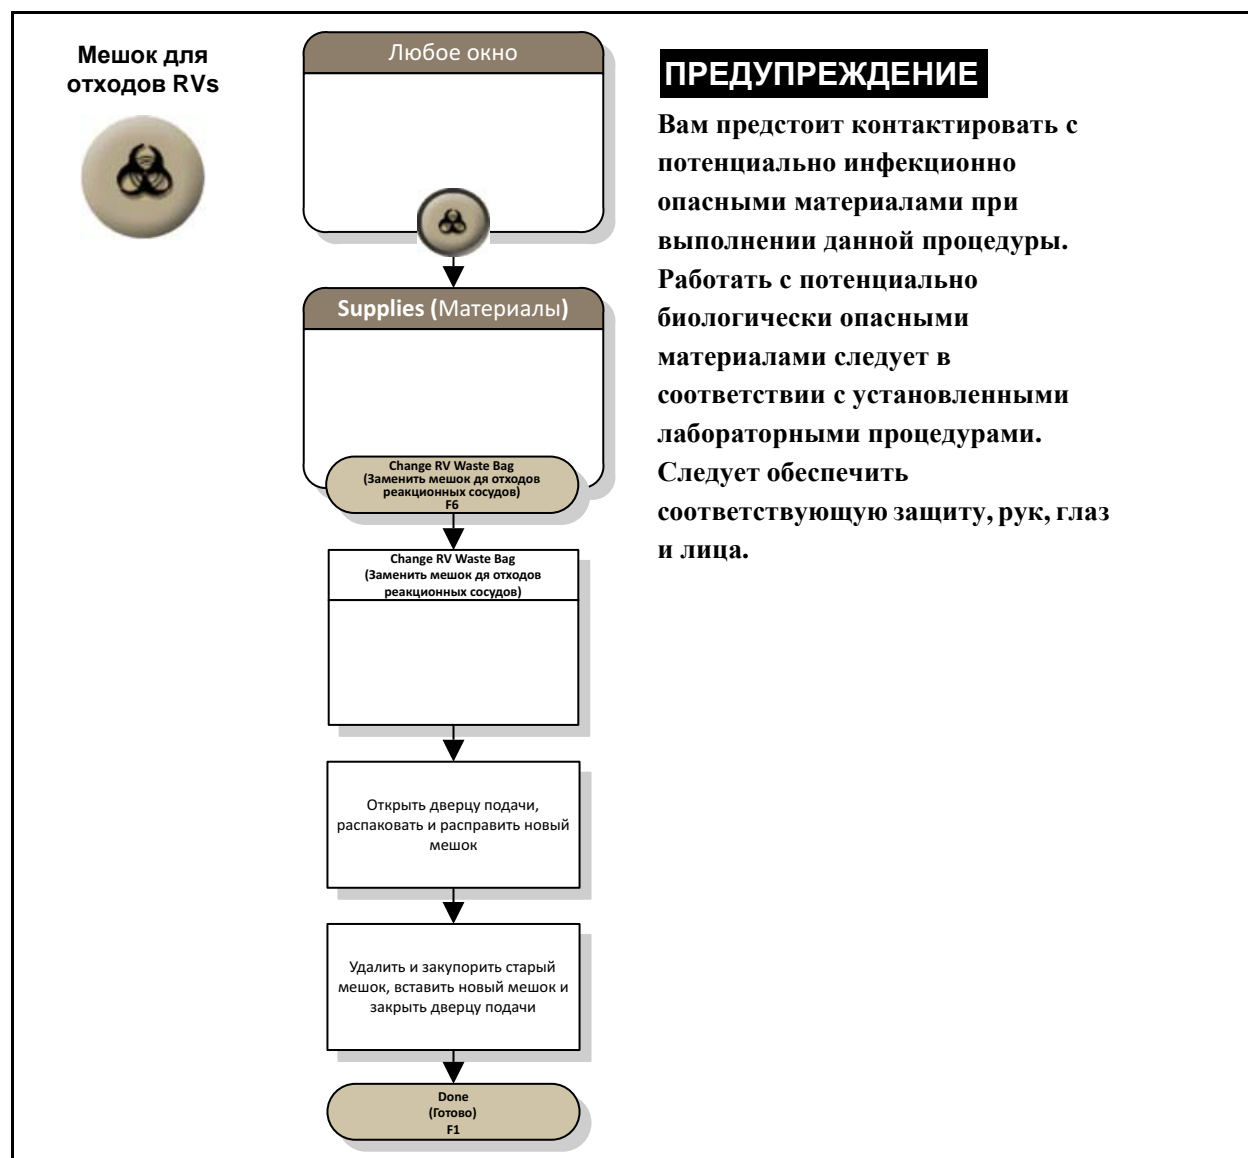 Мешок для
отходов RVs
Любое окно
Supplies (Материалы)
Change RV Waste Bag
(Заменить мешок дя отходов
реакционных сосудов)
F6
Change RV Waste Bag
(Заменить мешок дя отходов
реакционных сосудов)
Открыть дверцу подачи,
распаковать и расправить новый
мешок
Удалить и закупорить старый
мешок, вставить новый мешок и
закрыть дверцу подачи
Done
(Готово)
F1
ПРЕДУПРЕЖДЕНИЕ
Вам предстоит контактировать с
потенциально инфекционно
опасными материалами при
выполнении данной процедуры.
Работать с потенциально
биологически опасными
материалами следует в
соответствии с установленными
лабораторными процедурами.
Следует обеспечить
соответствующую защиту, рук, глаз
и лица.